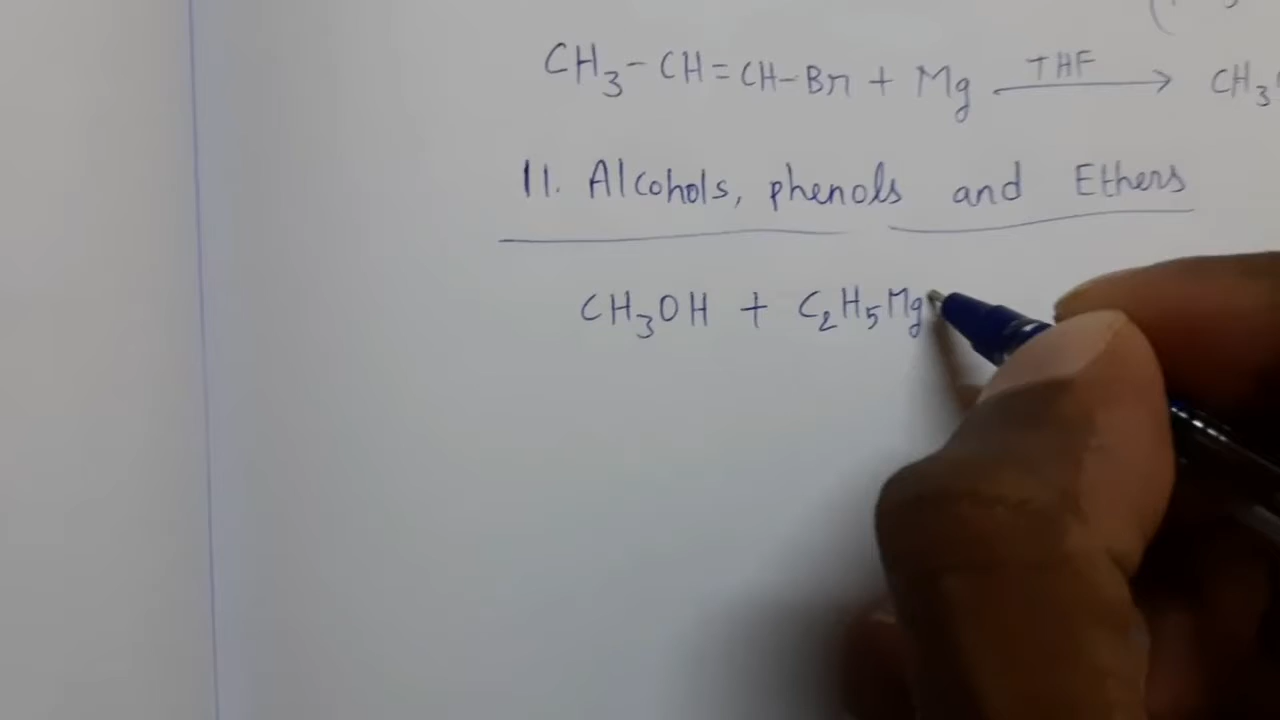 CH₃-CH=CH-Br + Mg THF → CH₃
11. Alcohols, phenols and Ethers
CH₃OH + C₂H₅Mg